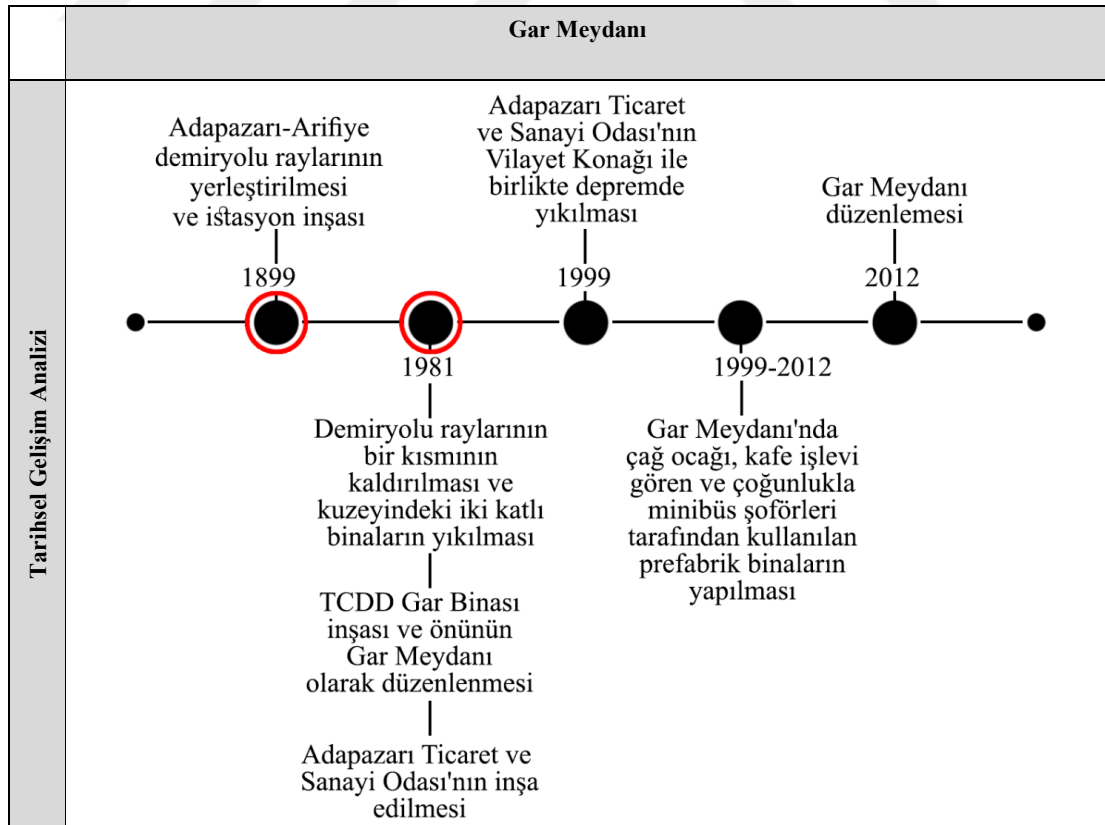 Gar Meydanı
Tarihsel Gelişim Analizi
Adapazarı-Arifiye
demiryolu raylarının
yerleştirilmesi
ve istasyon inşası
1899
Demiryolu raylarının
bir kısmının
kaldırılması ve
kuzeyindeki iki katlı
binaların yıkılması
TCDD Gar Binası
inşası ve önünün
Gar Meydanı
olarak düzenlenmesi
Adapazarı Ticaret ve
Sanayi Odası'nın inşa
edilmesi
1981
Adapazarı Ticaret
ve Sanayi Odası'nın
Vilayet Konağı ile
birlikte depremde
yıkılması
1999
1999-2012
Gar Meydanı'nda
çağ ocağı, kafe işlevi
gören ve çoğunlukla
minibüs şoförleri
tarafından kullanılan
prefabrik binaların
yapılması
Gar Meydanı
düzenlemesi
2012